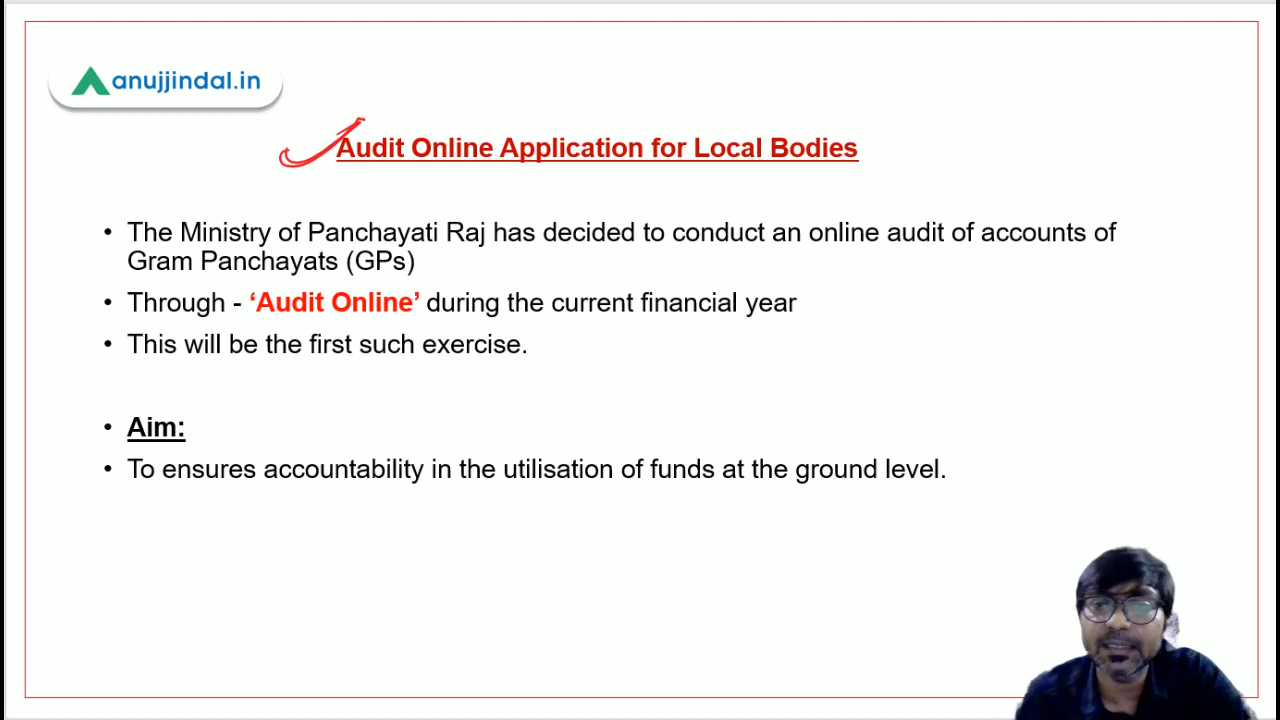 anujjindal.in
Audit Online Application for Local Bodies
• The Ministry of Panchayati Raj has decided to conduct an online audit of accounts of
Gram Panchayats (GPs)
• Through - ‘Audit Online’ during the current financial year
• This will be the first such exercise.
• Aim:
• To ensures accountability in the utilisation of funds at the ground level.